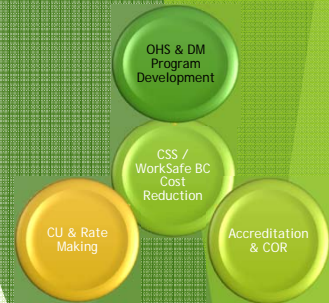 OHS & DM
Program
Development
CSS /
WorkSafe BC
Cost
Reduction
CU & Rate
Making
Accreditation
& COR